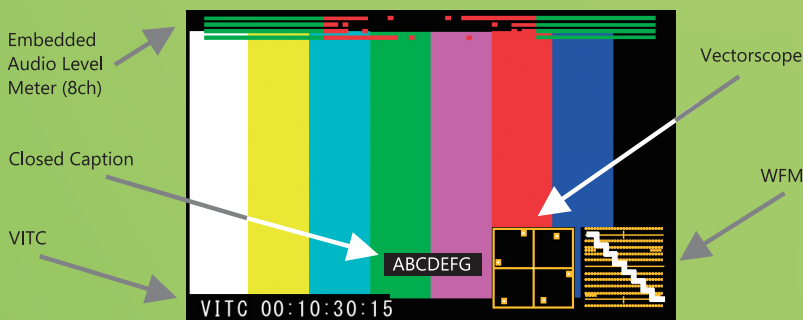 Embedded
Audio Level
Meter (8ch)
Vectorscope
Closed Caption
WFM
VITC
ABCDEFG
VITC 00:10:30:15